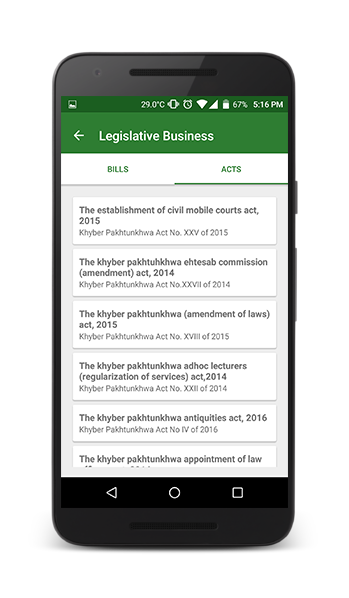 29.0°C 67% 5:16 PM
Legislative Business
BILLS ACTS
The establishment of civil mobile courts act,
2015
Khyber Pakhtunkhwa Act No. XXV of 2015
The khyber pakhtuhkhwa ehtesab commission
(amendment) act, 2014
Khyber Pakhtunkhwa Act No.XXVII of 2014
The khyber pakhtunkhwa (amendment of laws)
act, 2015
Khyber Pakhtunkhwa Act No. XVIII of 2015
The khyber pakhtunkhwa adhoc lecturers
(regularization of services) act,2014
Khyber Pakhtunkhwa Act No. XXII of 2014
The khyber pakhtunkhwa antiquities act, 2016
Khyber Pakhtunkhwa Act No IV of 2016
The khyber pakhtunkhwa appointment of law